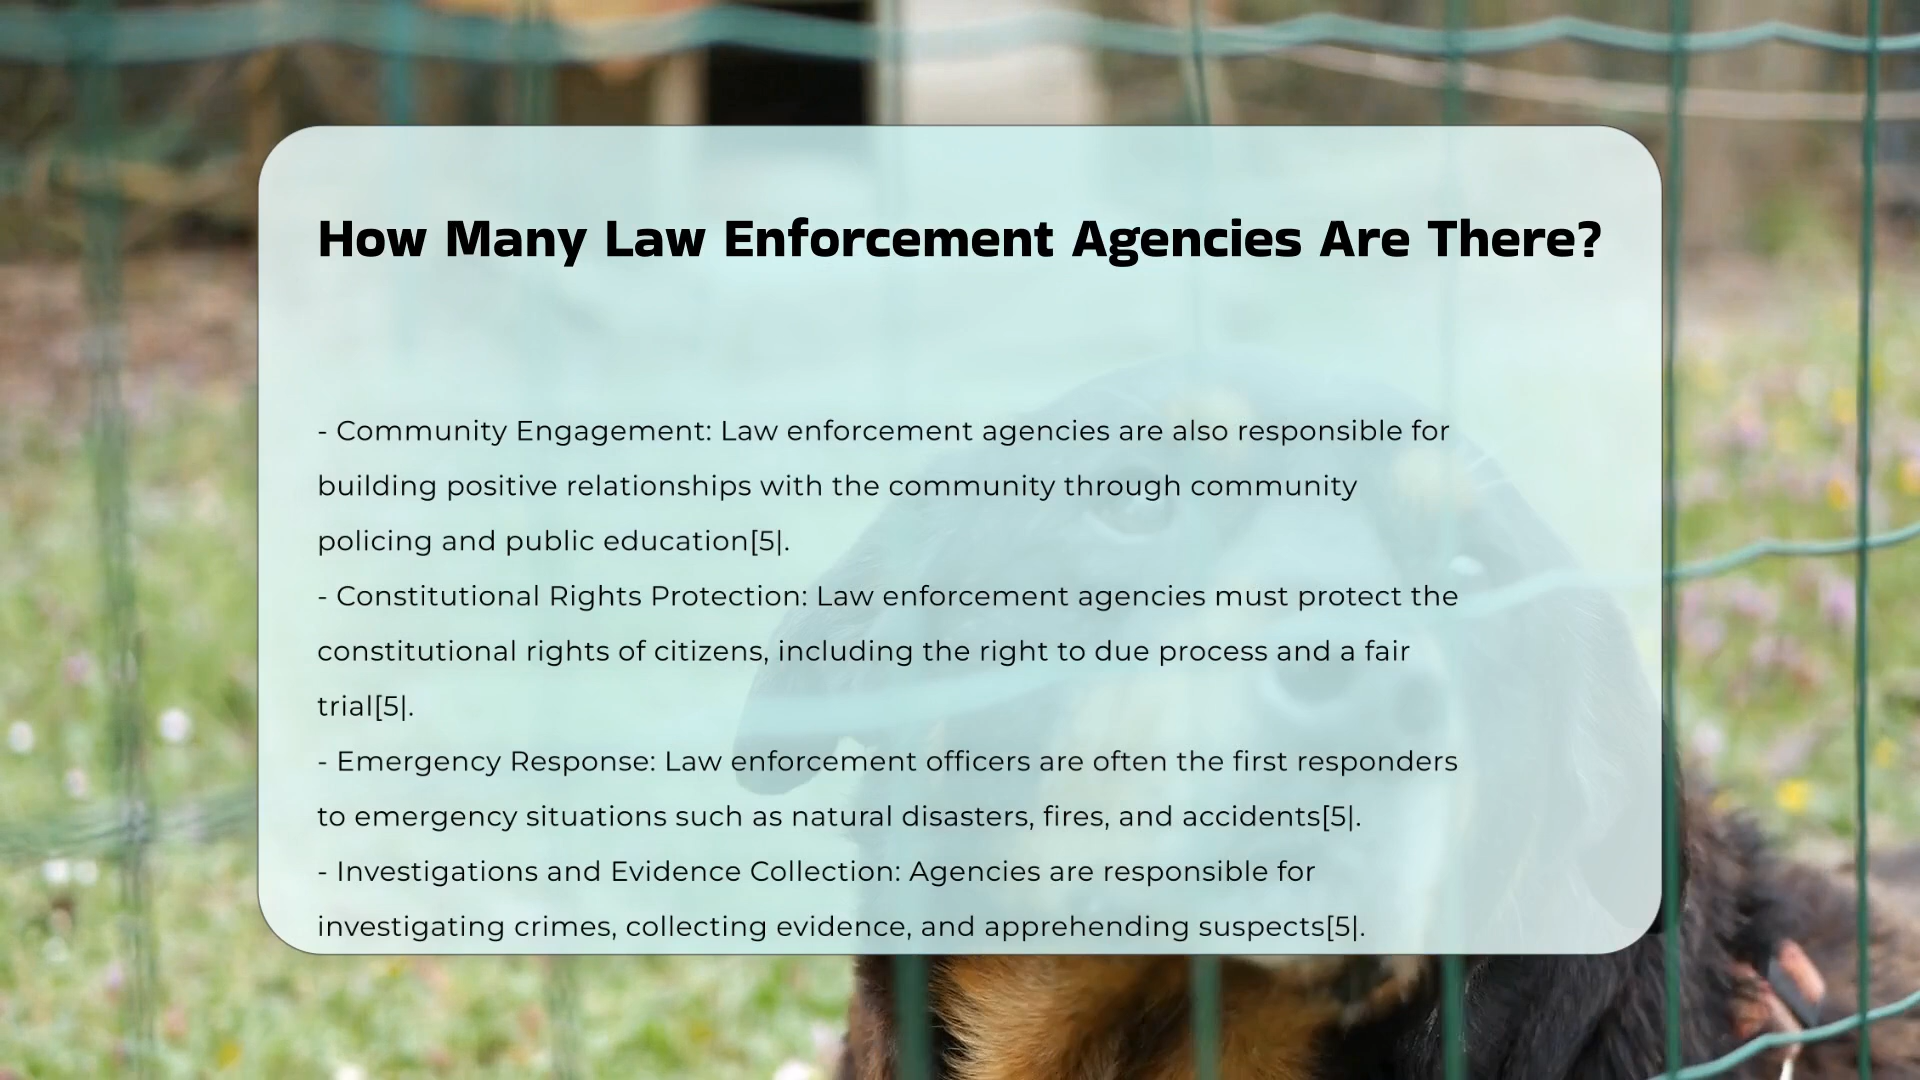 How Many Law Enforcement Agencies Are There?
- Community Engagement: Law enforcement agencies are also responsible for
building positive relationships with the community through community
policing and public education[5|.
- Constitutional Rights Protection: Law enforcement agencies must protect the
constitutional rights of citizens, including the right to due process and a fair
trial[5|.
- Emergency Response: Law enforcement officers are often the first responders
to emergency situations such as natural disasters, fires, and accidents[5|.
- Investigations and Evidence Collection: Agencies are responsible for
investigating crimes, collecting evidence, and apprehending suspects[5|.